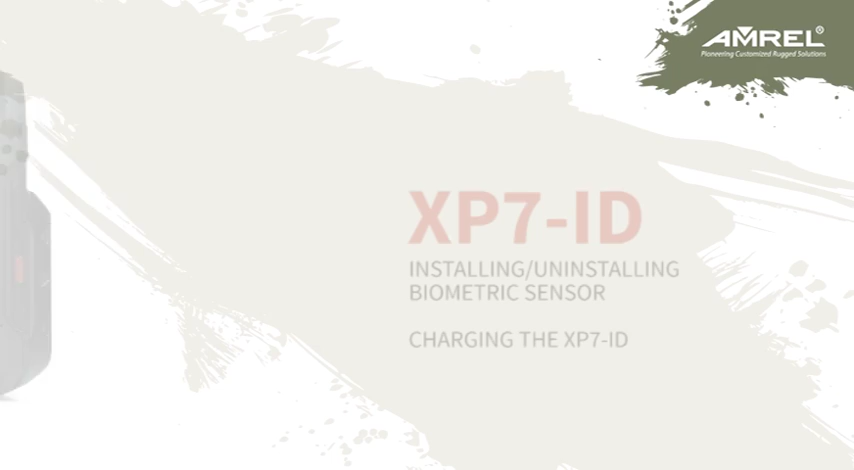 AMREL®
Pioneering Customized Rugged Solutions
XP7-ID
INSTALLING/UNINSTALLING
BIOMETRIC SENSOR
CHARGING THE XP7-ID